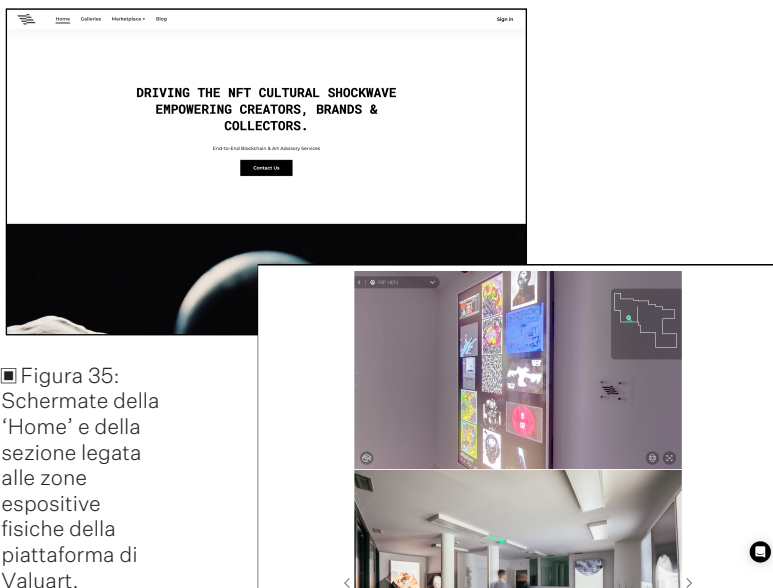 Home Galleries Marketplace Blog Sign in
DRIVING THE NFT CULTURAL SHOCKWAVE
EMPOWERING CREATORS, BRANDS &
COLLECTORS.
End-to-End Blockchain & Art Advisory Services
Contact Us
RIP HEN
Figura 35:
Schermate della
‘Home’ e della
sezione legata
alle zone
espositive
fisiche della
piattaforma di
Valuart.